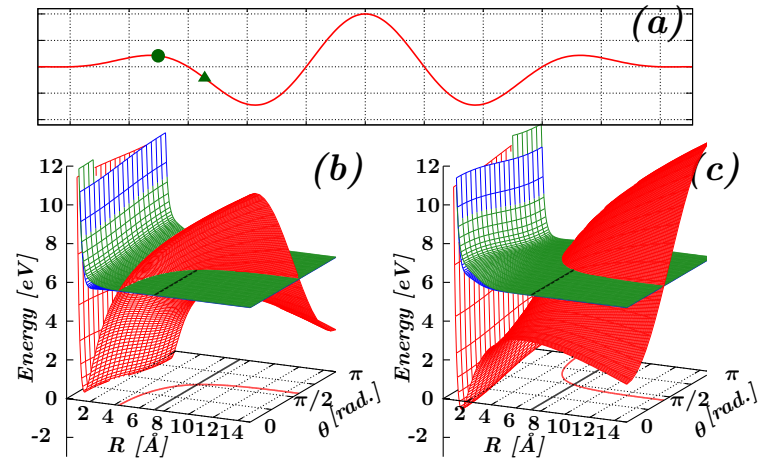 (a)
(b)
12
10
8
6
4
2
0
-2
Energy [eV]
2 4 6 8 10 12 14
R [Å]
0 π/2 π
θ [rad.]
(c)
12
10
8
6
4
2
0
-2
Energy [eV]
2 4 6 8 10 12 14
R [Å]
0 π/2 π
θ [rad.]